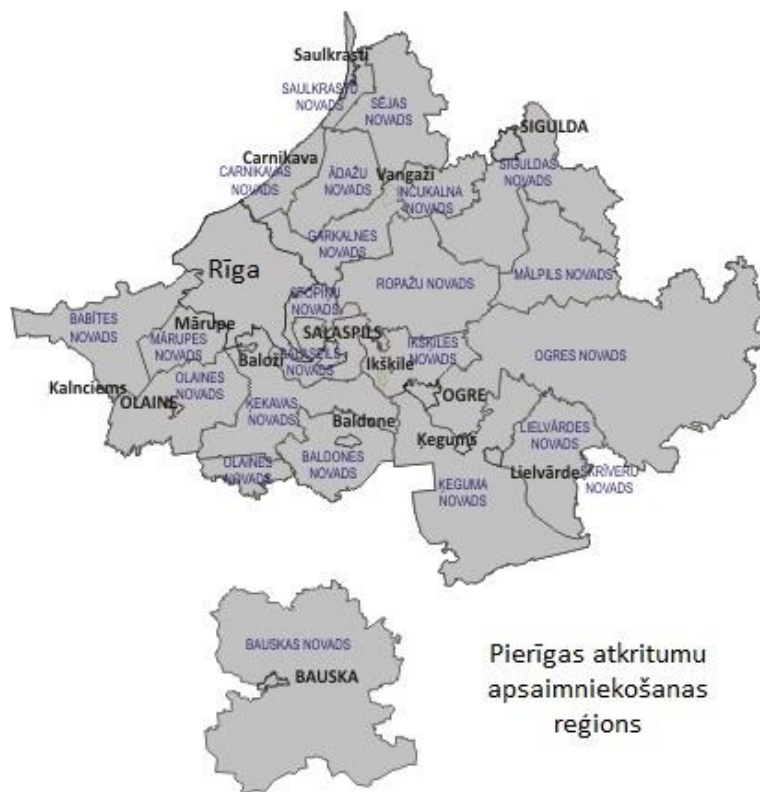 Saulkrasti
SAULKRASTU
NOVADS
SĒJAS
NOVADS
SIGULDA
SIGULDAS
NOVADS
Carnikava
CARNIKAVAS
NOVADS
ĀDAŽU
NOVADS
Vangaži
INČUKALNA
NOVADS
GARKALNES
NOVADS
Rīga
ROPAŽU NOVADS
MĀLPILS NOVADS
STOPIŅU
NOVADS
BABĪTES
NOVADS
Mārupe
MĀRUPES
NOVADS
SALASPILS
SALASPILS
NOVADS
Baloži
Ikšķile
IKŠĶILES
NOVADS
OGRES NOVADS
Kalnciems
OLAINE
OLAINES
NOVADS
ĶEKAVAS
NOVADS
OGRE
Baldone
BALDONES
NOVADS
OLAINES
NOVADS
Ķegums
ĶEGUMA
NOVADS
LIELVĀRDES
NOVADS
Lielvārde
SKRĪVERU
NOVADS
BAUSKAS NOVADS
BAUSKA
Pierīgas atkritumu
apsaimniekošanas
reģions